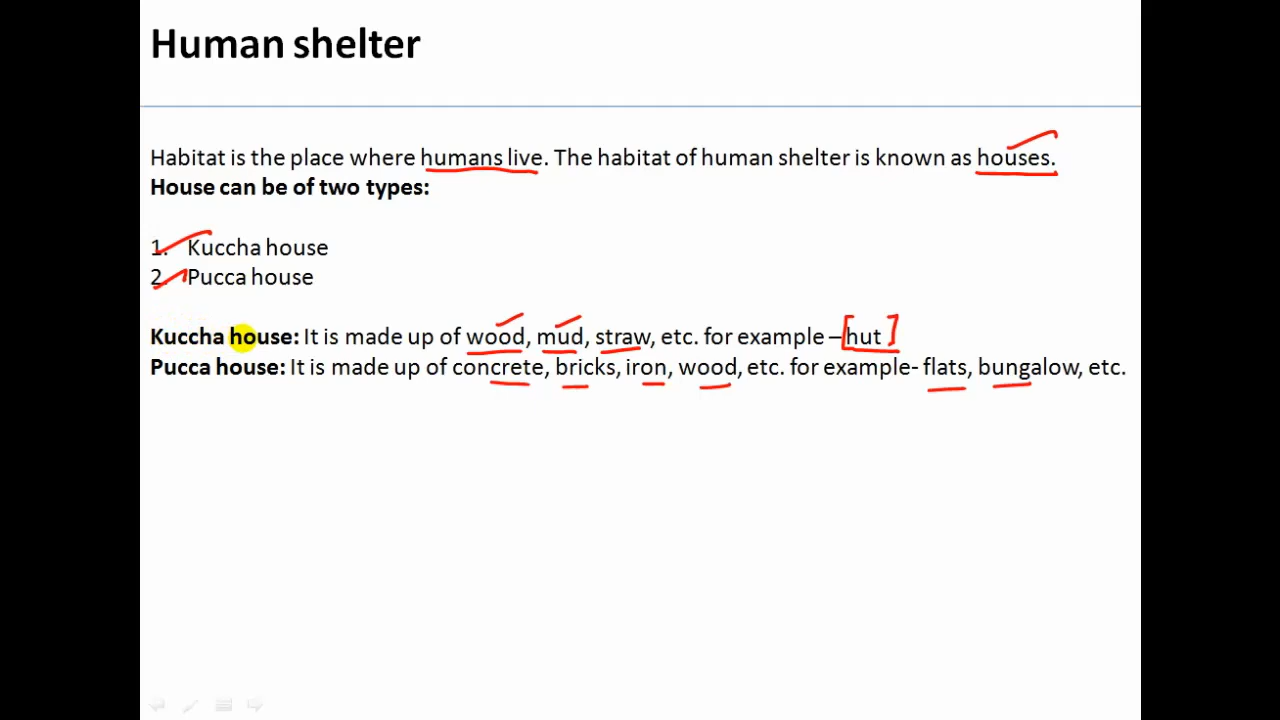 Human shelter
Habitat is the place where humans live. The habitat of human shelter is known as houses.
House can be of two types:
1. Kuccha house
2. Pucca house
Kuccha house: It is made up of wood, mud, straw, etc. for example –hut
Pucca house: It is made up of concrete, bricks, iron, wood, etc. for example- flats, bungalow, etc.